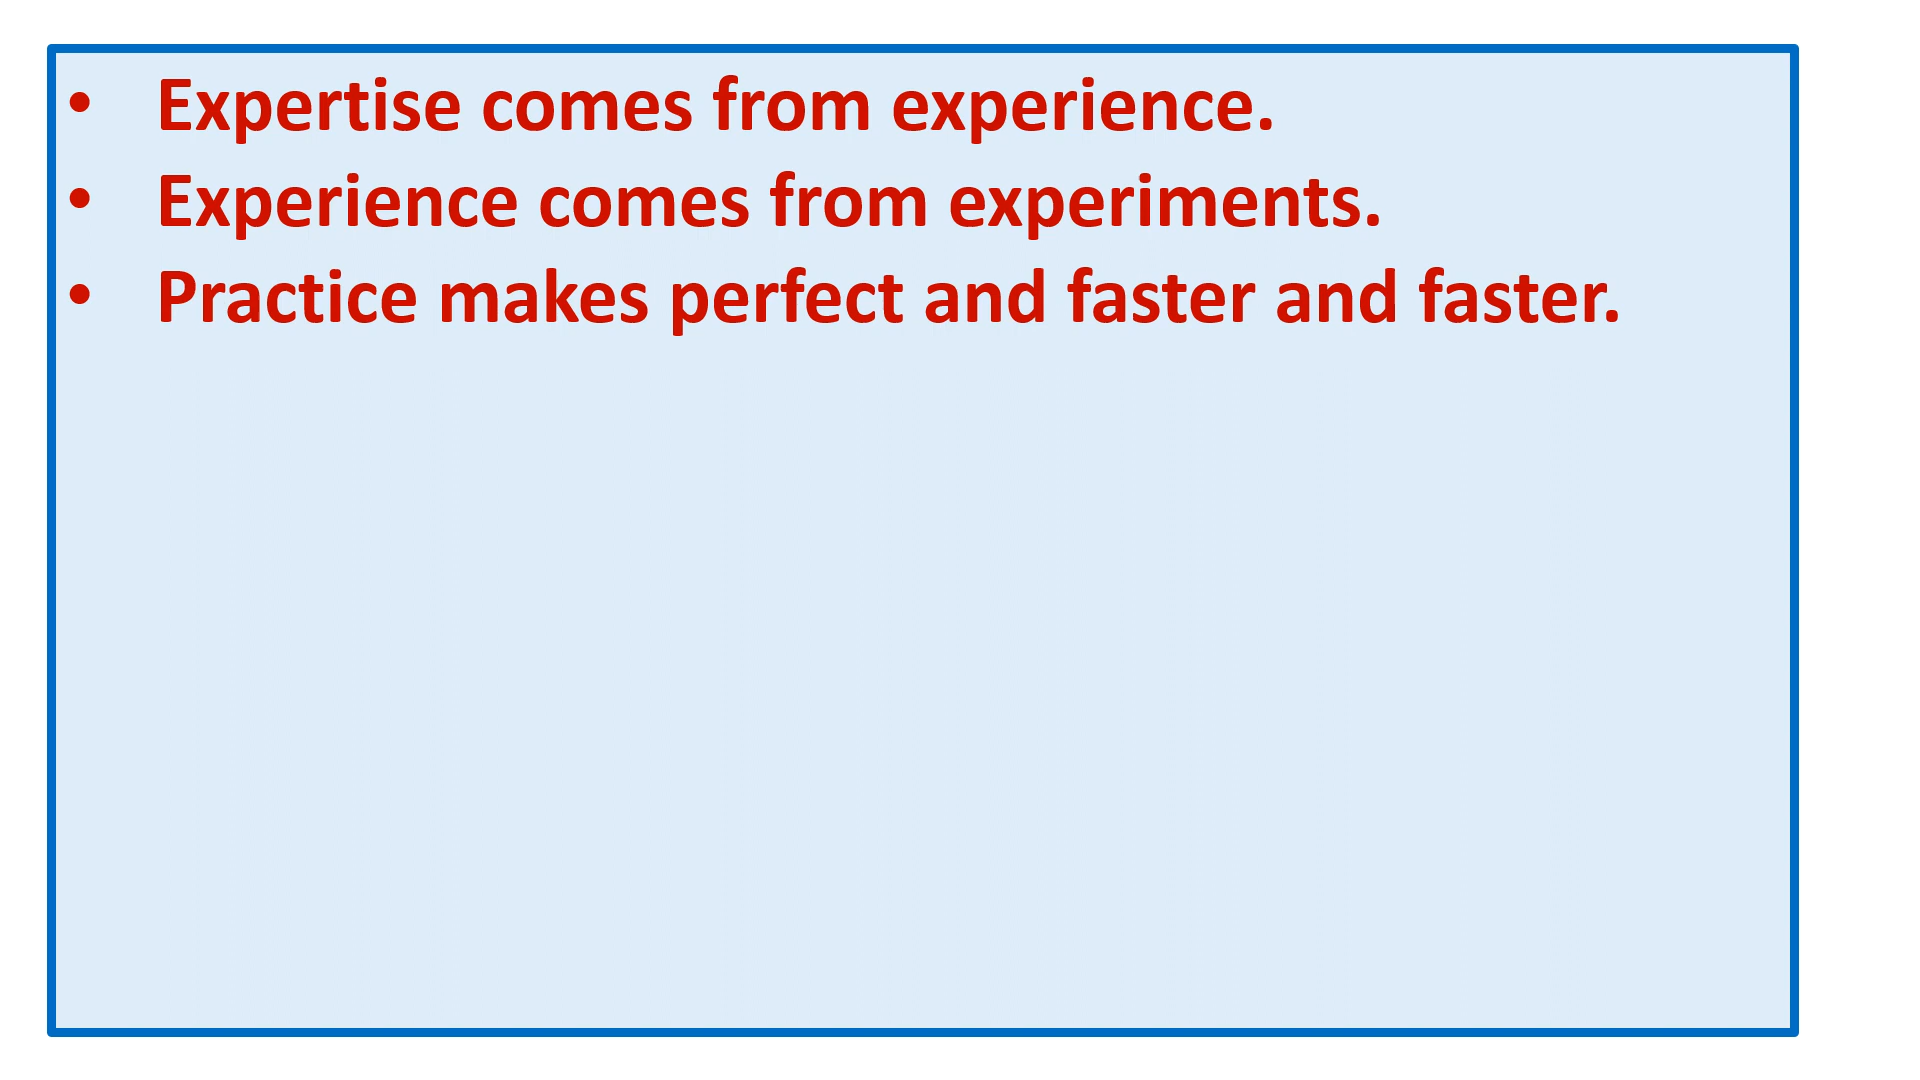 • Expertise comes from experience.
• Experience comes from experiments.
• Practice makes perfect and faster and faster.